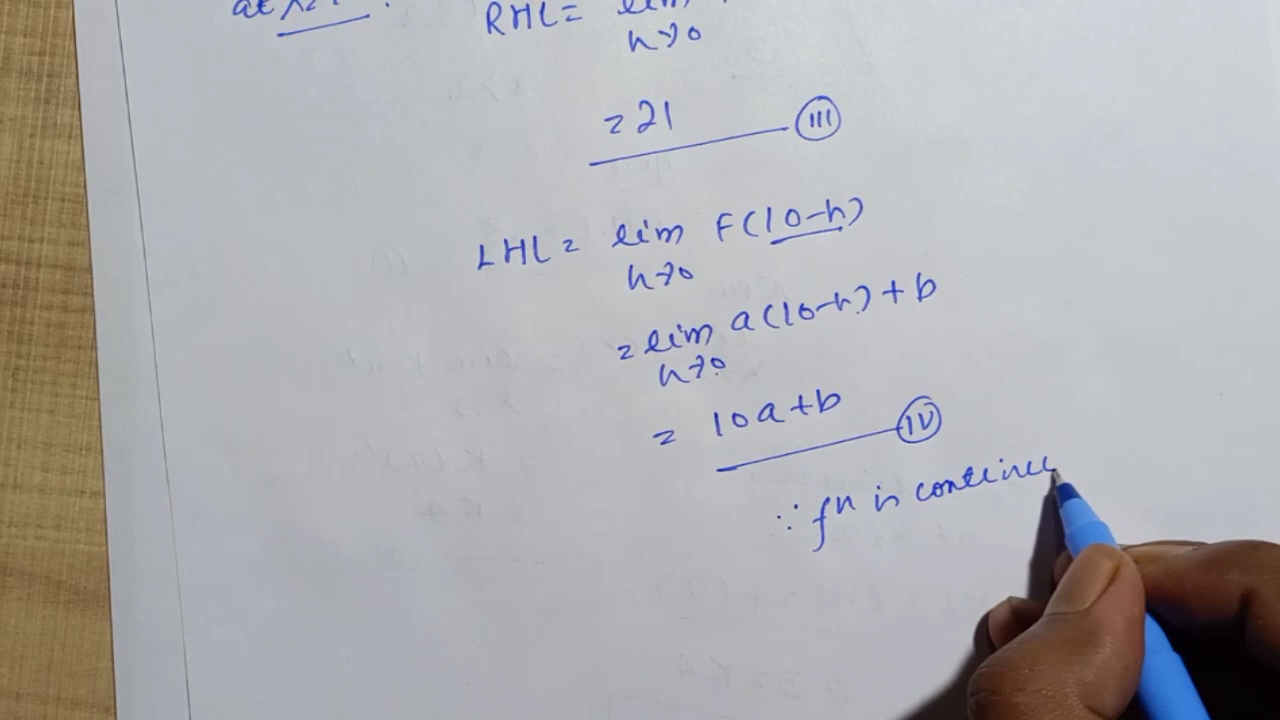 RHL =
h→0
= 21 (III)
LHL = lim f(10-h)
h→0
= lim a(10-h) + b
h→0
= 10a+b (IV)
∵ fⁿ is continu